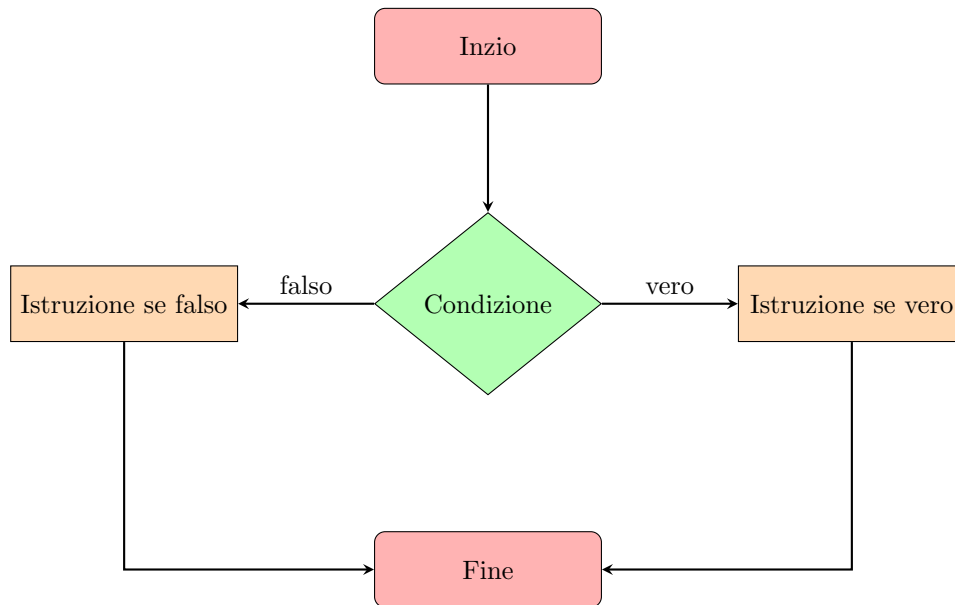 Inzio
falso
vero
Istruzione se falso
Condizione
Istruzione se vero
Fine